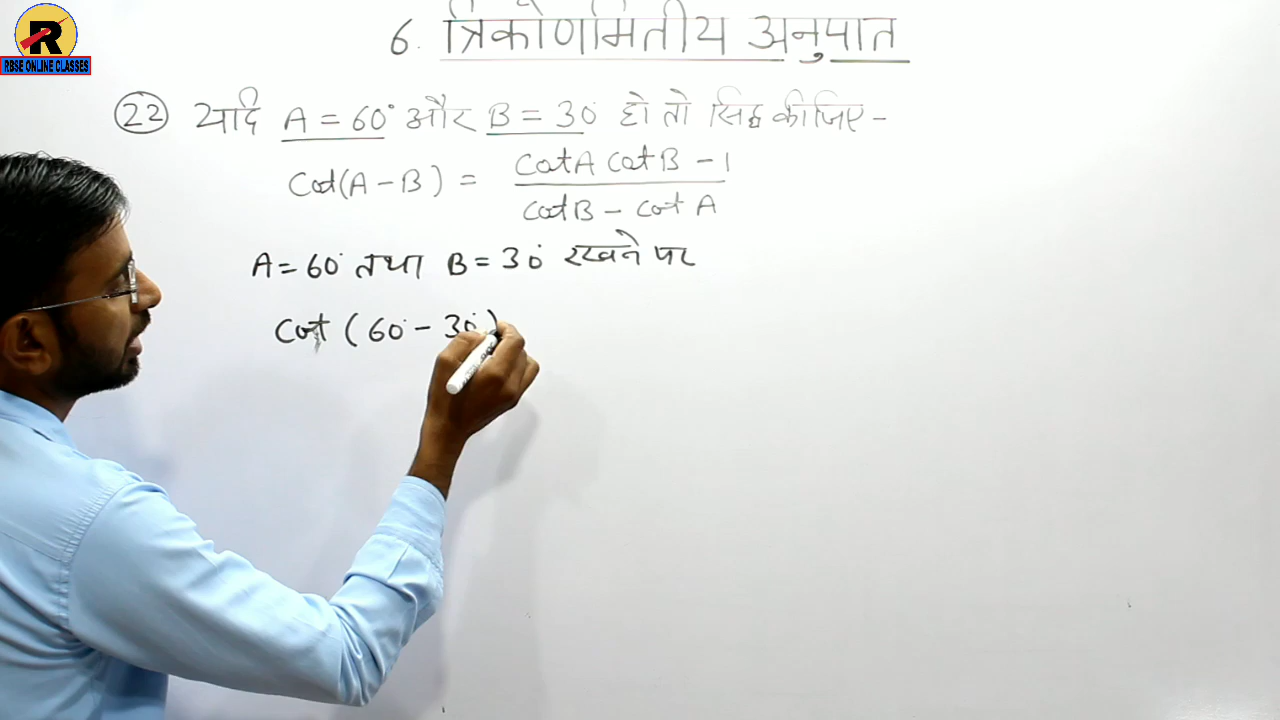 R
RBSE ONLINE CLASSES
6. त्रिकोणमितीय अनुपात
22 यदि A = 60° और B = 30° हो तो सिद्ध कीजिए -
Cot(A - B) = CotA CotB - 1
CotB - Cot A
A = 60° तथा B = 30° रखने पर
Cot (60° - 30°)